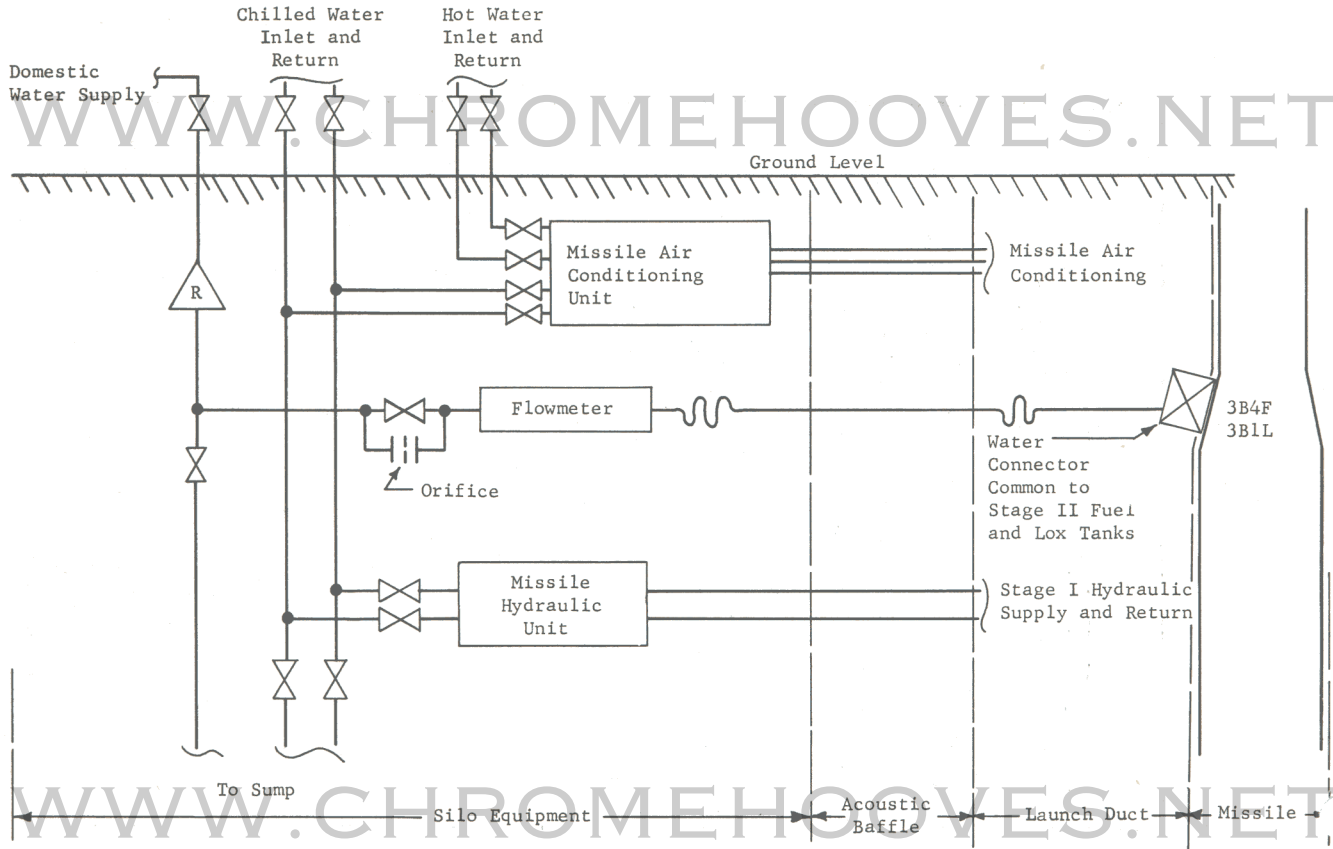 Chilled Water
Inlet and
Return
Hot Water
Inlet and
Return
Domestic
Water Supply
WWW.CHROMEHOOVES.NET
Ground Level
R
Missile Air
Conditioning
Unit
Missile Air
Conditioning
Flowmeter
Orifice
3B4F
3B1L
Water
Connector
Common to
Stage II Fuel
and Lox Tanks
Missile
Hydraulic
Unit
Stage I Hydraulic
Supply and Return
To Sump
WWW.CHROMEHOOVES.NET
Silo Equipment
Acoustic
Baffle
Launch Duct
Missile